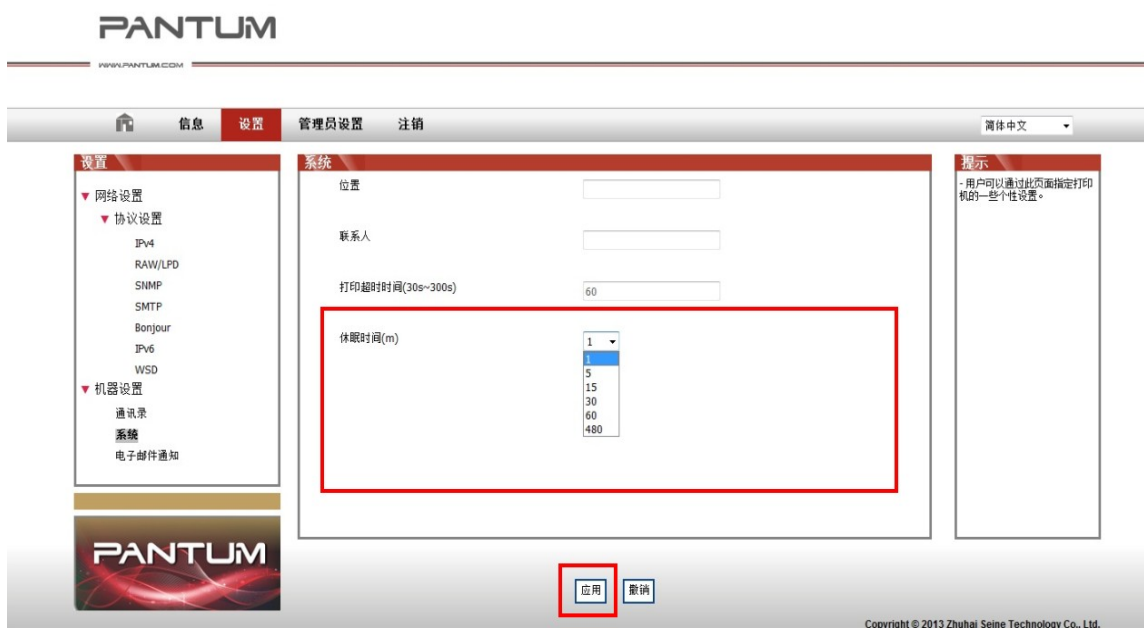 PANTUM
WWW.PANTUM.COM
信息 设置 管理员设置 注销 简体中文
设置
▼ 网络设置
▼ 协议设置
IPv4
RAW/LPD
SNMP
SMTP
Bonjour
IPv6
WSD
▼ 机器设置
通讯录
系统
电子邮件通知
PANTUM
系统
位置
联系人
打印超时时间(30s~300s) 60
休眠时间(m) 1
1
5
15
30
60
480
应用 撤销
提示
- 用户可以通过此页面指定打印
机的一些个性设置。
Copyright © 2013 Zhuhai Seine Technology Co., Ltd.